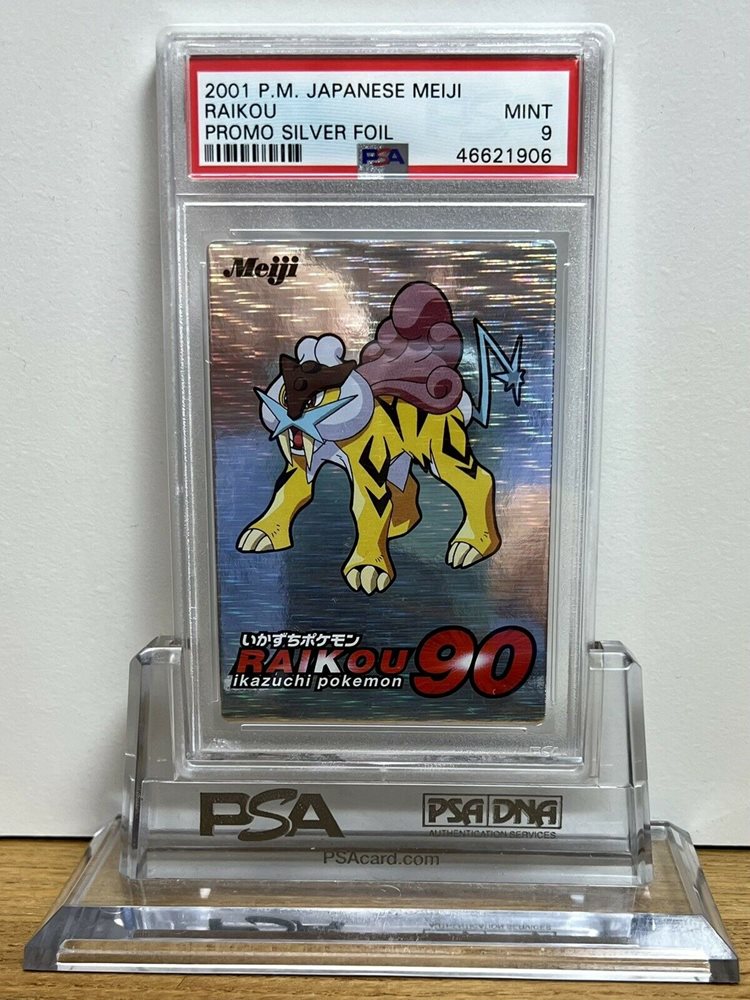 2001 P.M. JAPANESE MEIJI
RAIKOU MINT
PROMO SILVER FOIL 9
PSA 46621906
Meiji
いかずちポケモン
RAIKOU 90
ikazuchi pokemon
PSA
PSA PSA DNA
AUTHENTICATION SERVICES
PSAcard.com